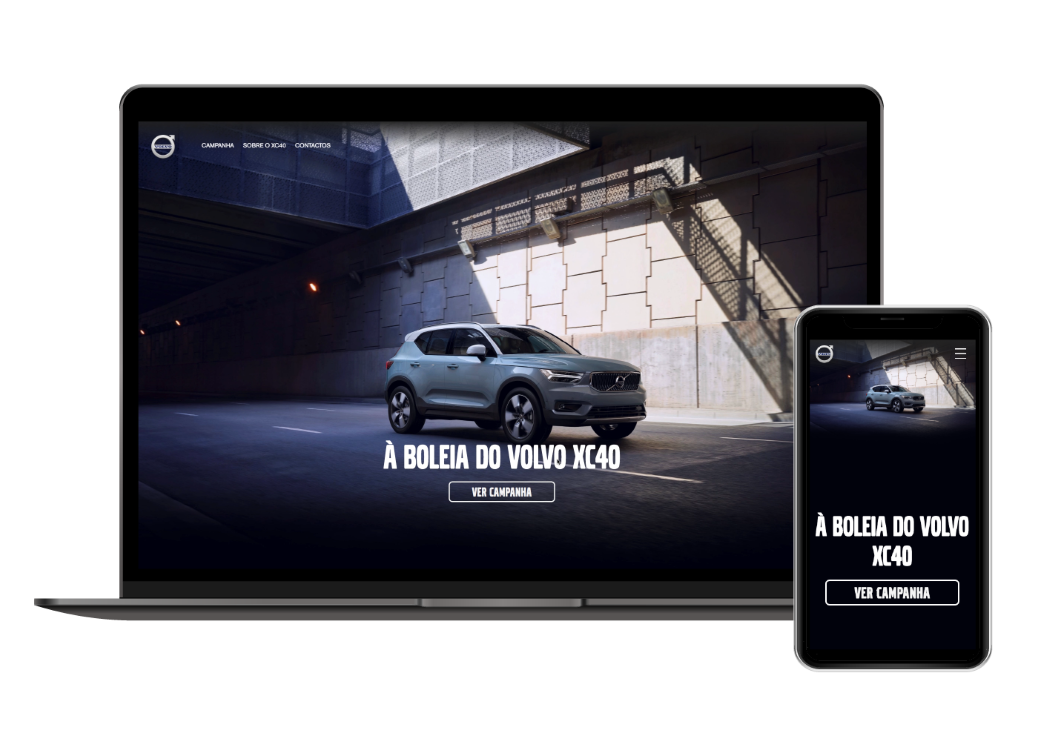 CAMPANHA SOBRE O XC40 CONTACTOS
À BOLEIA DO VOLVO XC40
VER CAMPANHA
À BOLEIA DO VOLVO
XC40
VER CAMPANHA